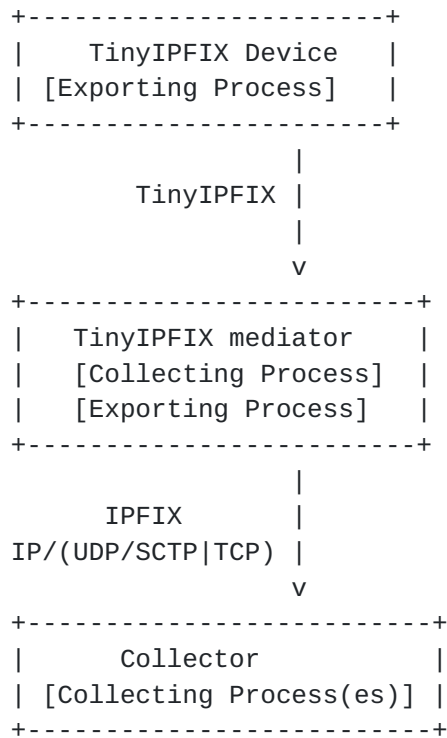 TinyIPFIX Device
[Exporting Process]
TinyIPFIX
TinyIPFIX mediator
[Collecting Process]
[Exporting Process]
IPFIX
IP/(UDP/SCTP|TCP)
Collector
[Collecting Process(es)]